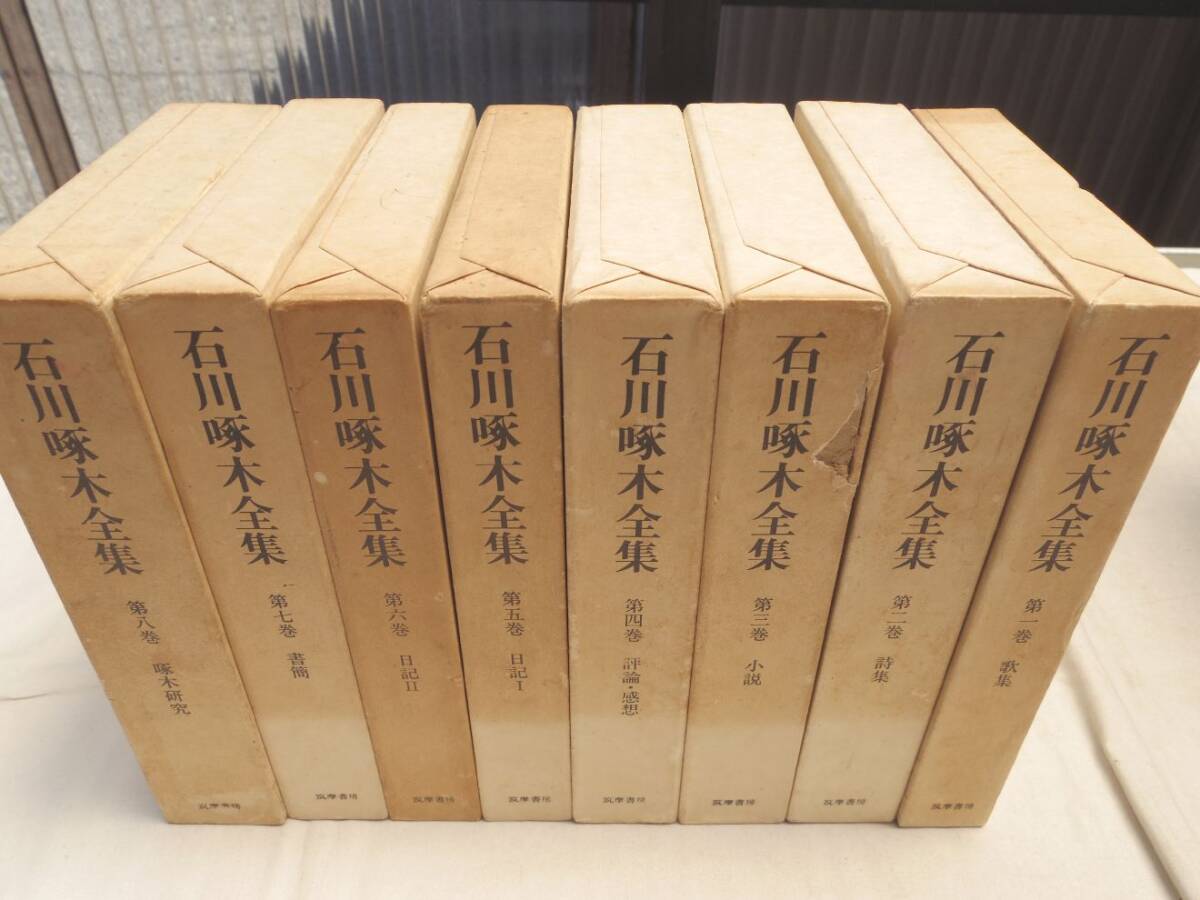 石川啄木全集
第一巻 歌集
筑摩書房
石川啄木全集
第二巻 詩集
筑摩書房
石川啄木全集
第三巻 小説
筑摩書房
石川啄木全集
第四巻 評論・感想
筑摩書房
石川啄木全集
第五巻 日記I
筑摩書房
石川啄木全集
第六巻 日記II
筑摩書房
石川啄木全集
第七巻 書簡
筑摩書房
石川啄木全集
第八巻 啄木研究
筑摩書房